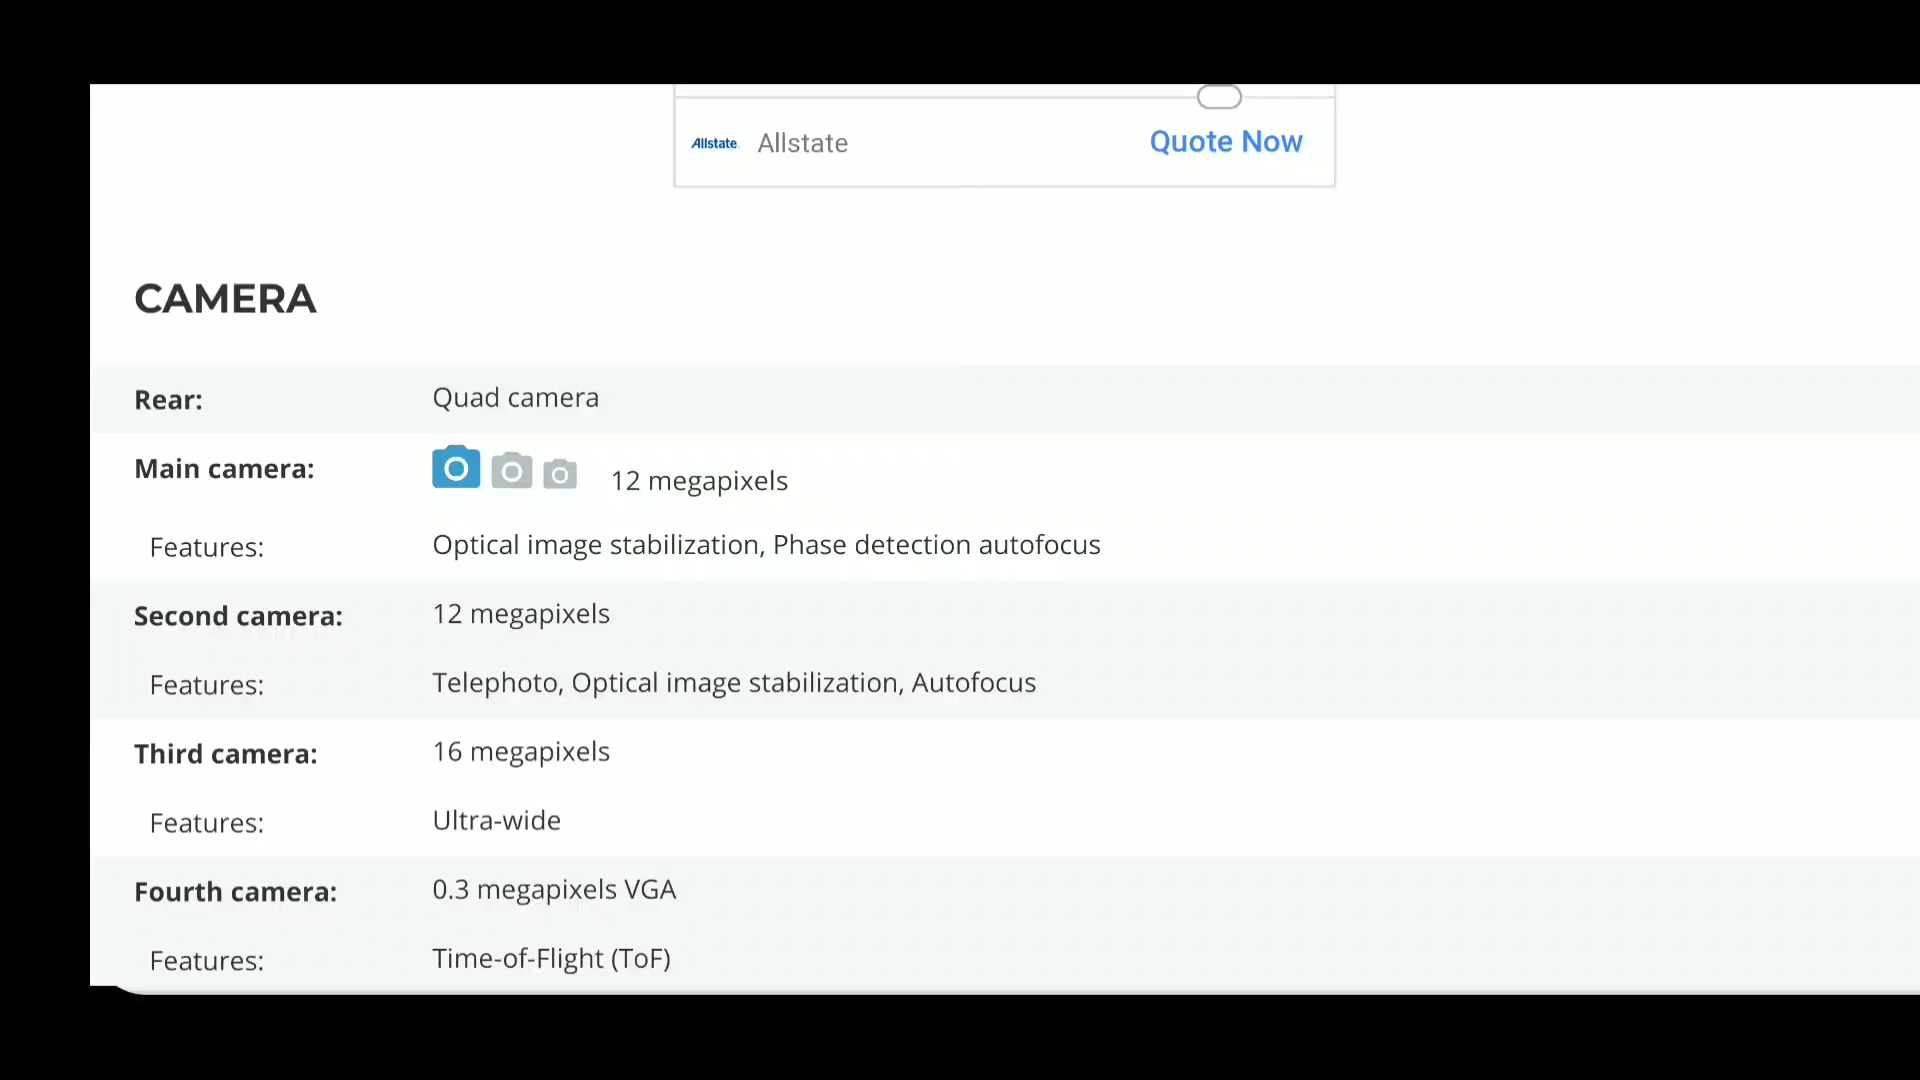 Allstate Allstate Quote Now
CAMERA
Rear: Quad camera
Main camera: 12 megapixels
Features: Optical image stabilization, Phase detection autofocus
Second camera: 12 megapixels
Features: Telephoto, Optical image stabilization, Autofocus
Third camera: 16 megapixels
Features: Ultra-wide
Fourth camera: 0.3 megapixels VGA
Features: Time-of-Flight (ToF)